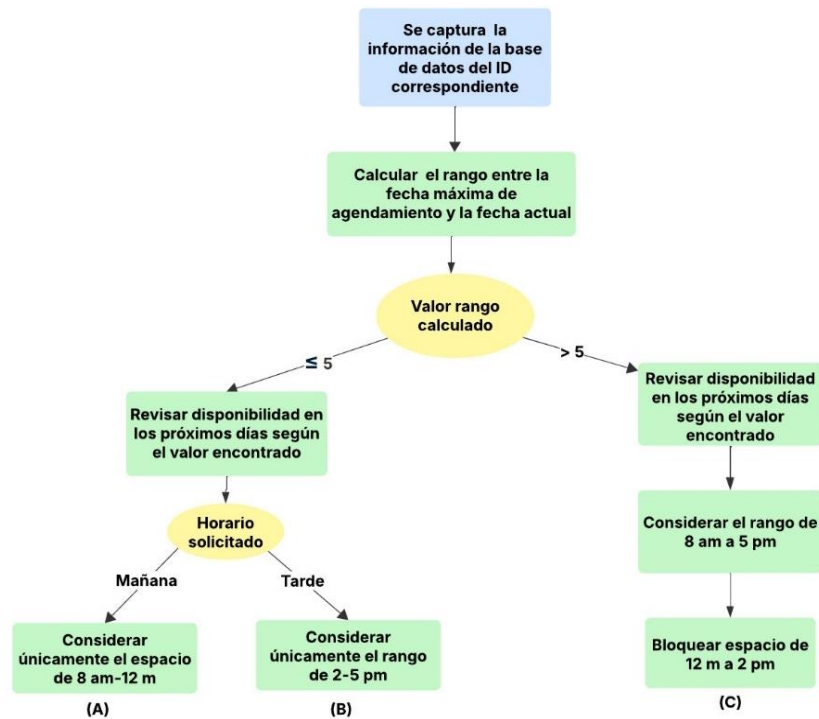 Se captura la
información de la base
de datos del ID
correspondiente
Calcular el rango entre la
fecha máxima de
agendamiento y la fecha actual
Valor rango
calculado
≤ 5
> 5
Revisar disponibilidad en
los próximos días según
el valor encontrado
Revisar disponibilidad
en los próximos días
según el valor
encontrado
Horario
solicitado
Considerar el rango de
8 am a 5 pm
Mañana
Tarde
Considerar
únicamente el espacio
de 8 am-12 m
Considerar
únicamente el rango
de 2-5 pm
Bloquear espacio de
12 m a 2 pm
(A)
(B)
(C)